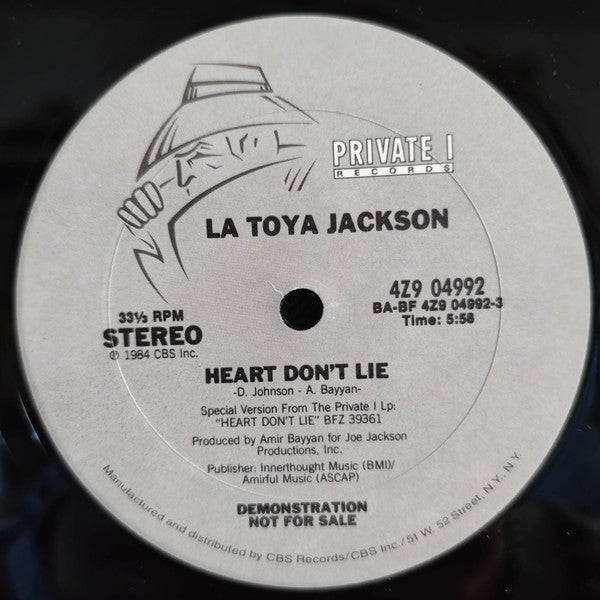 PRIVATE I
RECORDS
LA TOYA JACKSON
4Z9 04992
BA-BF 4Z9 04992-3
Time: 5:58
33⅓ RPM
STEREO
℗ 1984 CBS Inc.
HEART DON'T LIE
-D. Johnson - A. Bayyan-
Special Version From The Private I Lp:
"HEART DON'T LIE" BFZ 39361
Produced by Amir Bayyan for Joe Jackson
Productions, Inc.
Publisher: Innerthought Music (BMI)/
Amirful Music (ASCAP)
DEMONSTRATION
NOT FOR SALE
Manufactured and distributed by CBS Records/CBS Inc./51 W. 52 Street, N.Y., N.Y.